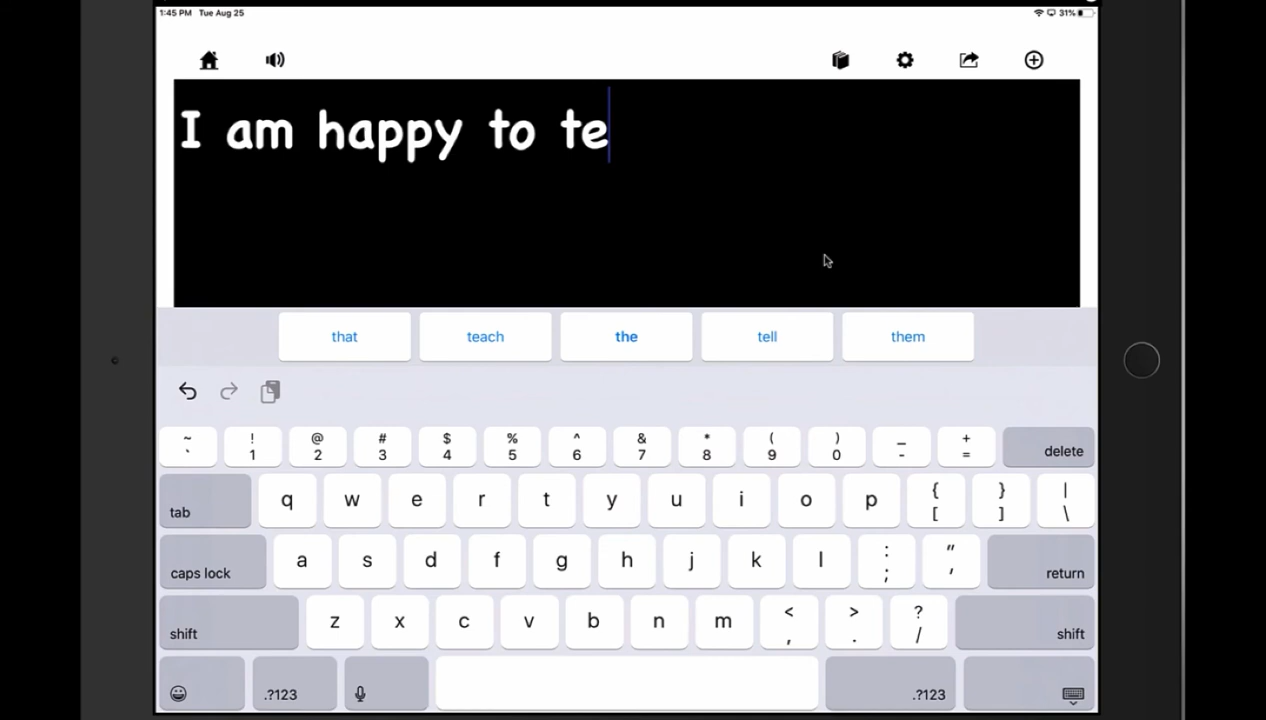 1:45 PM Tue Aug 25 31%
I am happy to te
that teach the tell them
~ ! @ # $ % ^ & * ( ) _ +
` 1 2 3 4 5 6 7 8 9 0 - = delete
tab q w e r t y u i o p { [ } ] | \
caps lock a s d f g h j k l : ; " ' return
shift z x c v b n m < , > . ? / shift
.?123 .?123